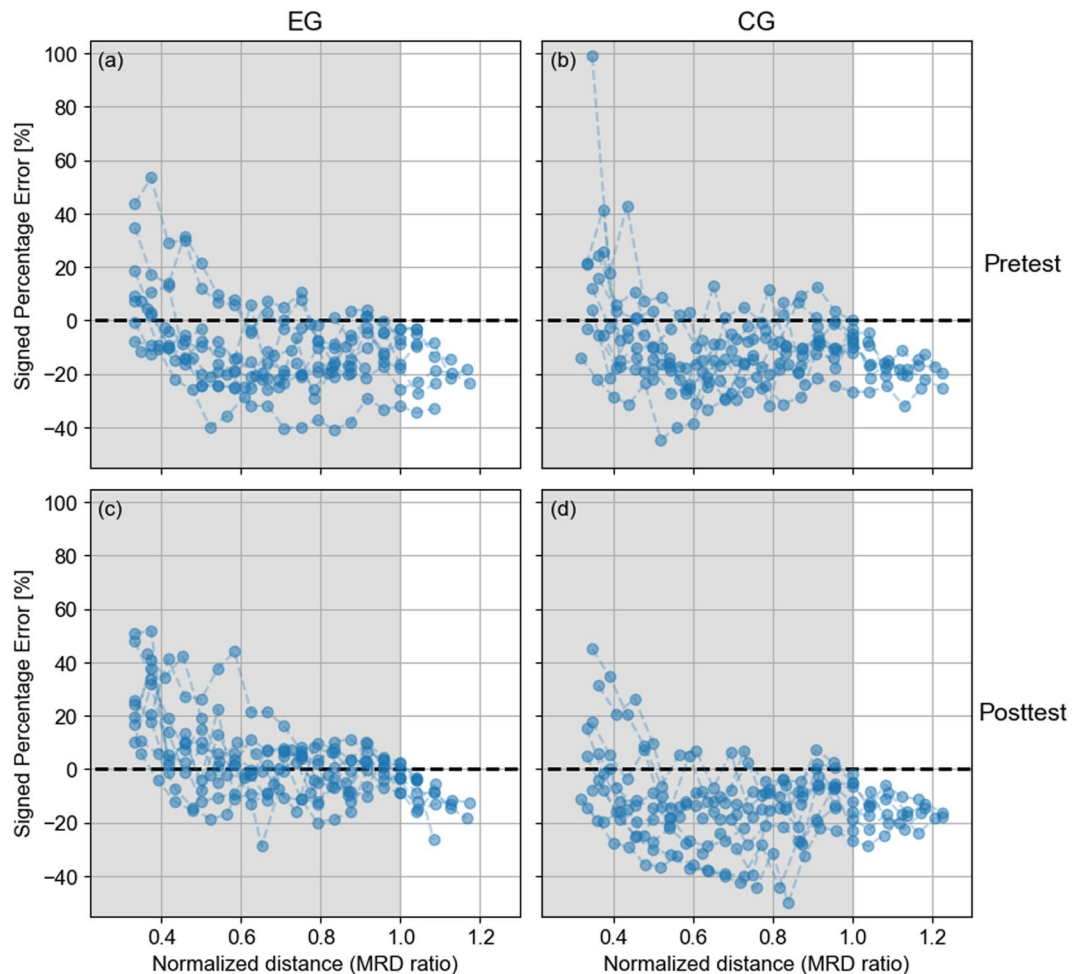 EG
CG
(a)
(b)
100
80
60
40
20
0
−20
−40
Signed Percentage Error [%]
Pretest
(c)
(d)
100
80
60
40
20
0
−20
−40
Signed Percentage Error [%]
Posttest
0.4 0.6 0.8 1.0 1.2
0.4 0.6 0.8 1.0 1.2
Normalized distance (MRD ratio)
Normalized distance (MRD ratio)